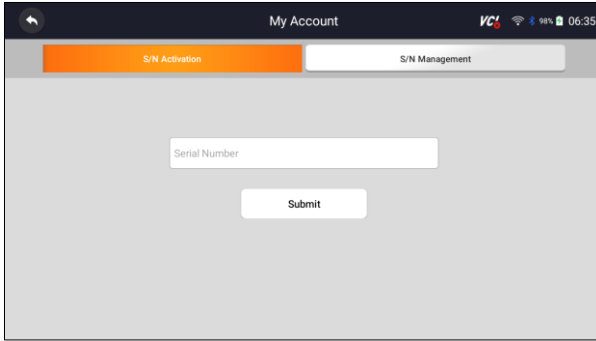 My Account
VCI
98%
06:35
S/N Activation
S/N Management
Serial Number
Submit